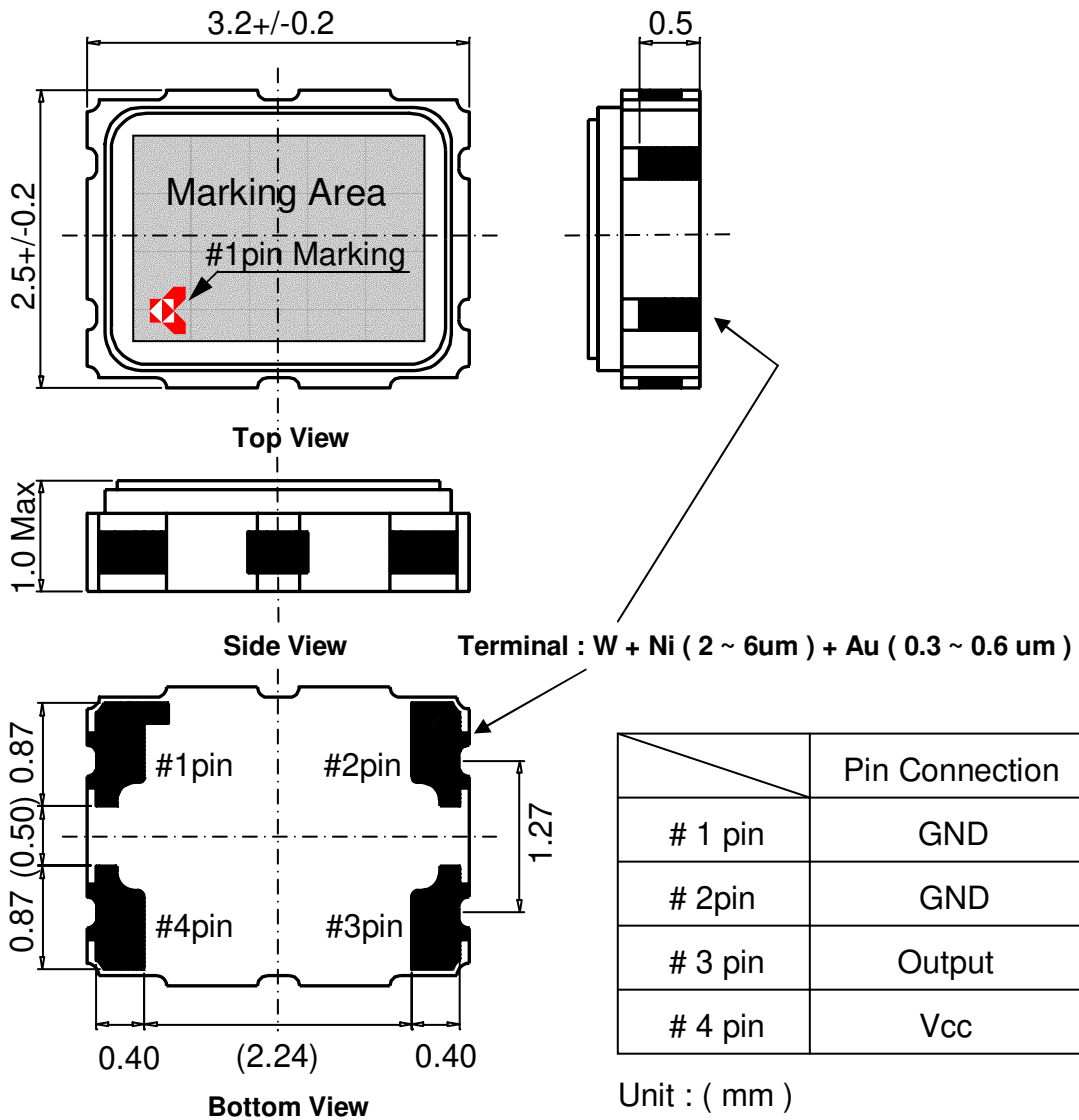 3.2+/-0.2
0.5
2.5+/-0.2
Marking Area
#1pin Marking
Top View
1.0 Max
Side View
Terminal : W + Ni ( 2 ~ 6um ) + Au ( 0.3 ~ 0.6 um )
0.87
(0.50)
0.87
#1pin
#2pin
#4pin
#3pin
1.27
0.40
(2.24)
0.40
Bottom View
Pin Connection
# 1 pin GND
# 2pin GND
# 3 pin Output
# 4 pin Vcc
Unit : ( mm )